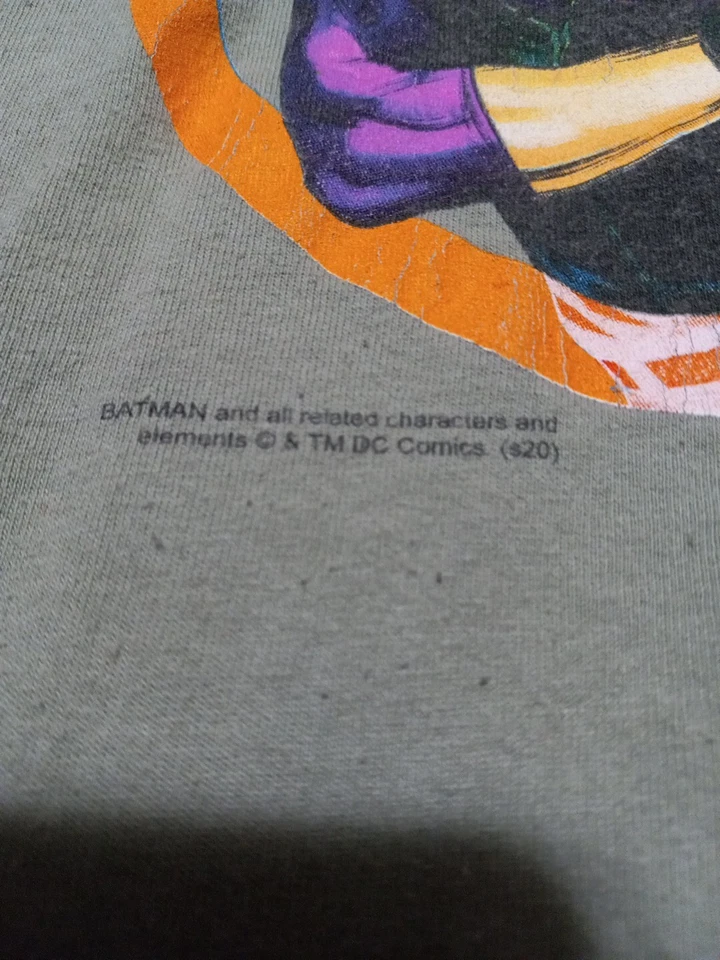 BATMAN and all related characters and
elements © & TM DC Comics. (s20)